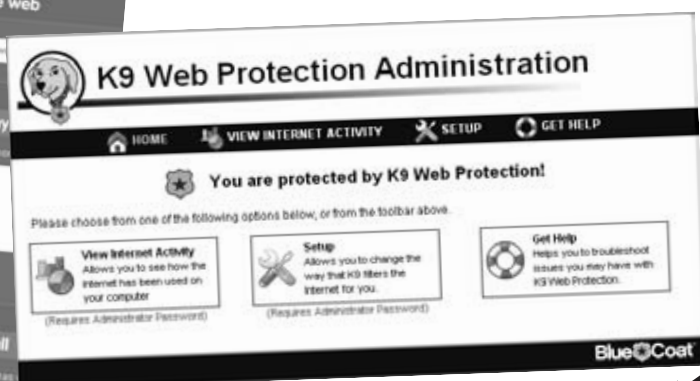 e web
K9 Web Protection Administration
HOME VIEW INTERNET ACTIVITY SETUP GET HELP
You are protected by K9 Web Protection!
Please choose from one of the following options below, or from the toolbar above.
View Internet Activity
Allows you to see how the
internet has been used on
your computer
(Requires Administrator Password)
Setup
Allows you to change the
way that K9 filters the
Internet for you.
(Requires Administrator Password)
Get Help
Helps you to troubleshoot
issues you may have with
K9 Web Protection.
Blue Coat